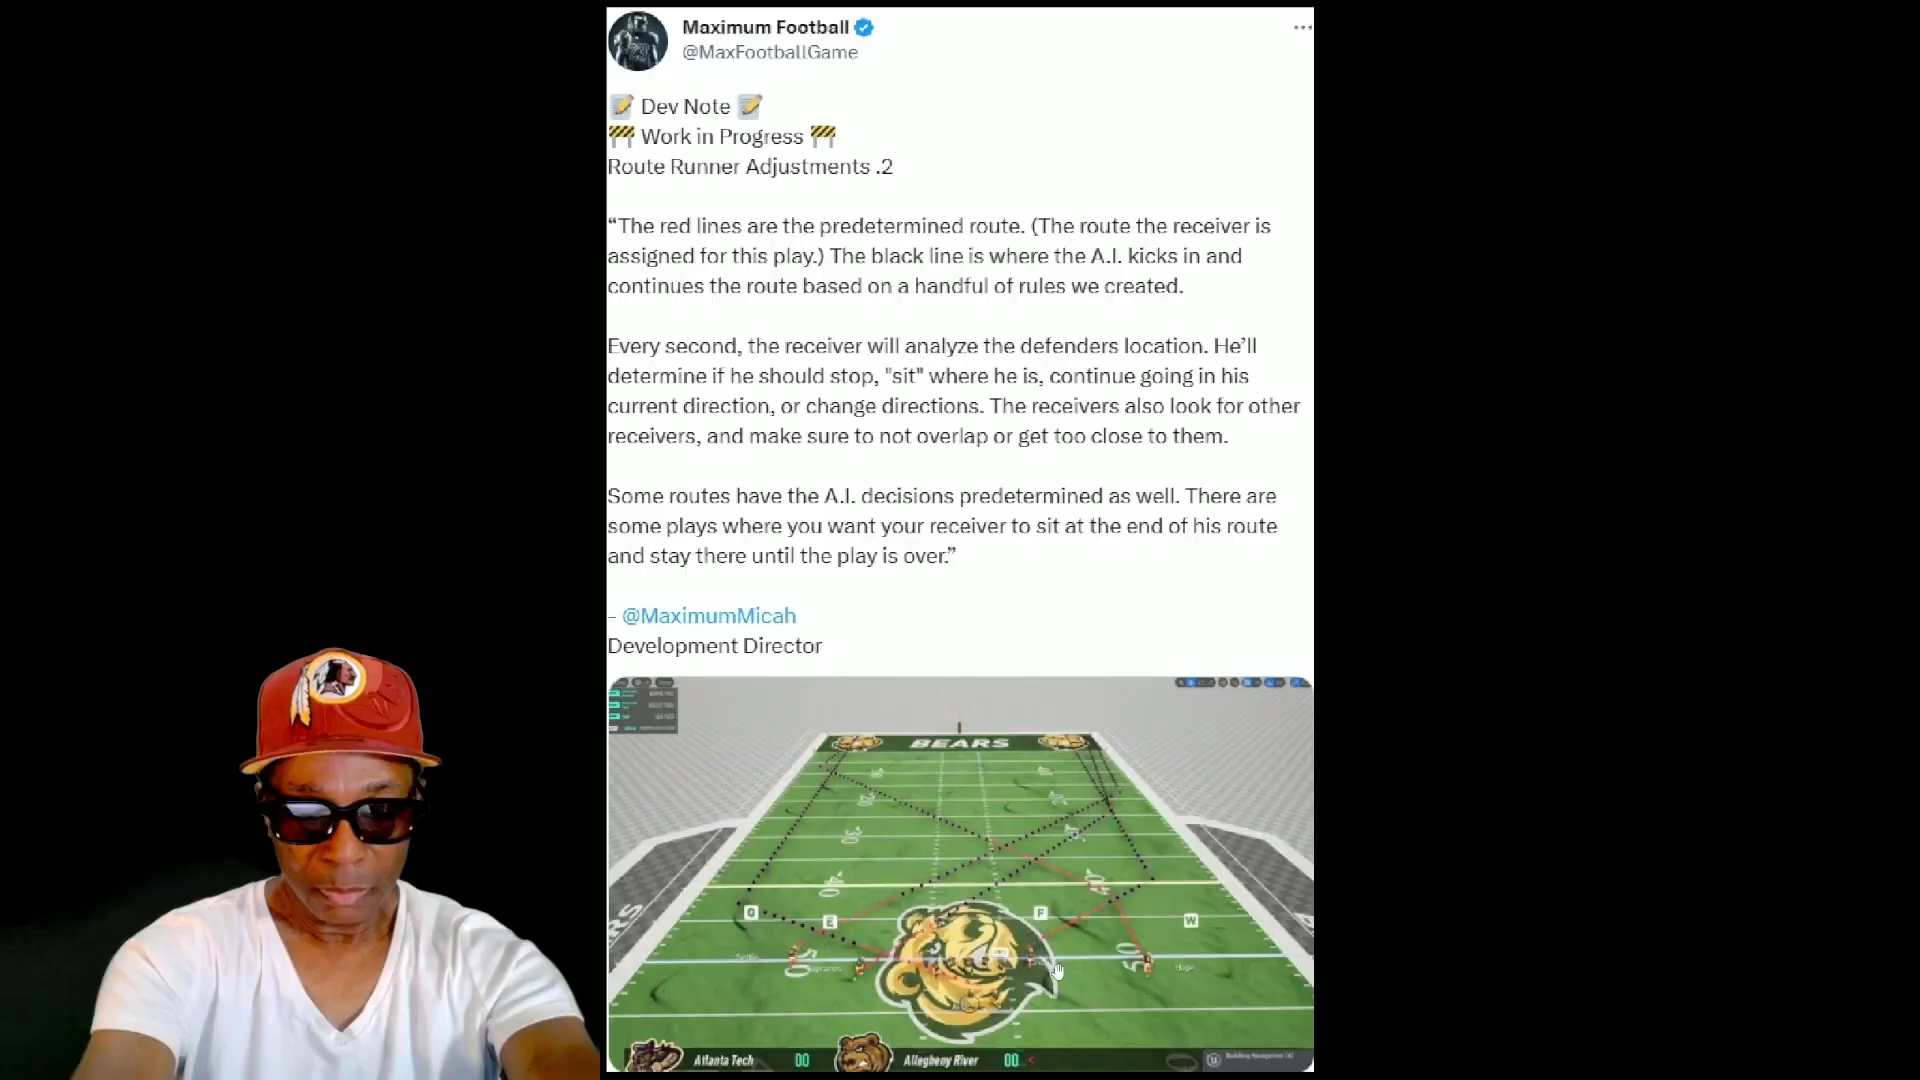 Maximum Football
@MaxFootballGame
📝 Dev Note 📝
🚧 Work in Progress 🚧
Route Runner Adjustments .2
“The red lines are the predetermined route. (The route the receiver is
assigned for this play.) The black line is where the A.I. kicks in and
continues the route based on a handful of rules we created.
Every second, the receiver will analyze the defenders location. He’ll
determine if he should stop, "sit" where he is, continue going in his
current direction, or change directions. The receivers also look for other
receivers, and make sure to not overlap or get too close to them.
Some routes have the A.I. decisions predetermined as well. There are
some plays where you want your receiver to sit at the end of his route
and stay there until the play is over.”
- @MaximumMicah
Development Director
BEARS
40
Q E F W
50
Atlanta Tech 00 Allegheny River 00 <